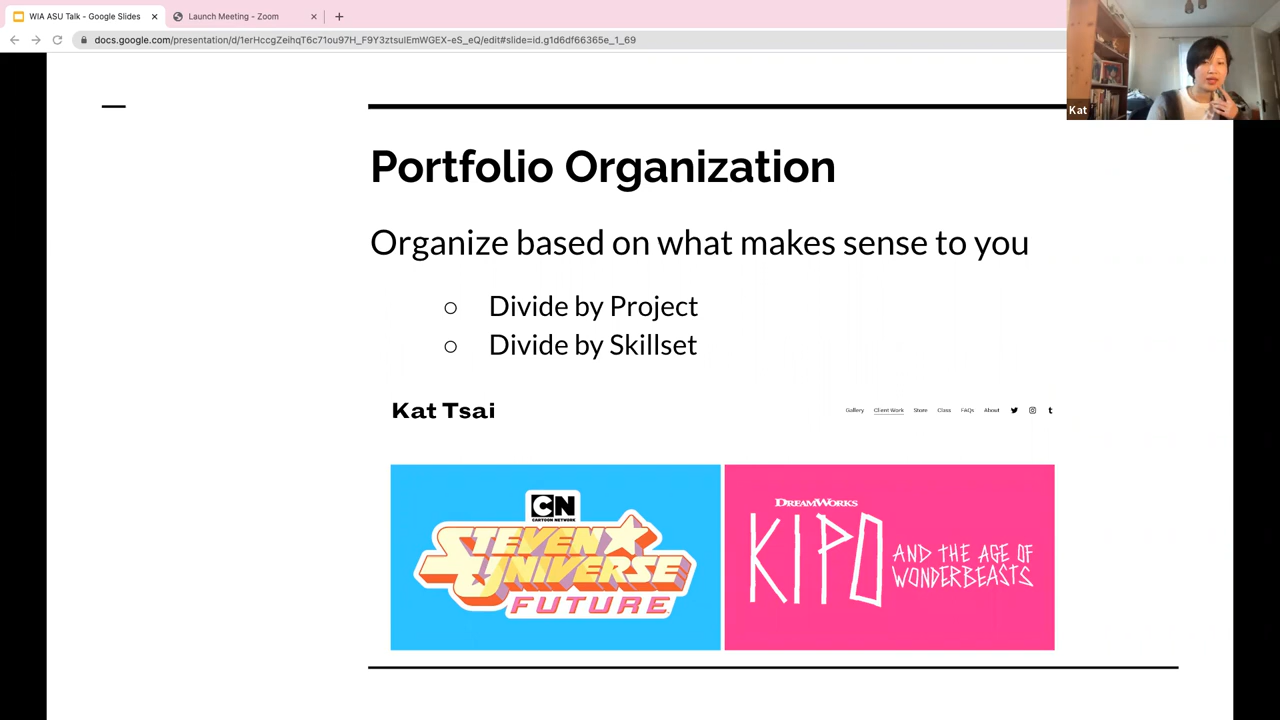 WIA ASU Talk - Google Slides
Launch Meeting - Zoom
docs.google.com/presentation/d/1erHccgZeihqT6c71ou97H_F9Y3ztsulEmWGEX-eS_eQ/edit#slide=id.g1d6df66365e_1_69
Kat
Portfolio Organization
Organize based on what makes sense to you
Divide by Project
Divide by Skillset
Kat Tsai
Gallery Client Work Store Class FAQs About
CN
CARTOON NETWORK
STEVEN
UNIVERSE
FUTURE
DREAMWORKS
KIPO AND THE AGE OF
WONDERBEASTS